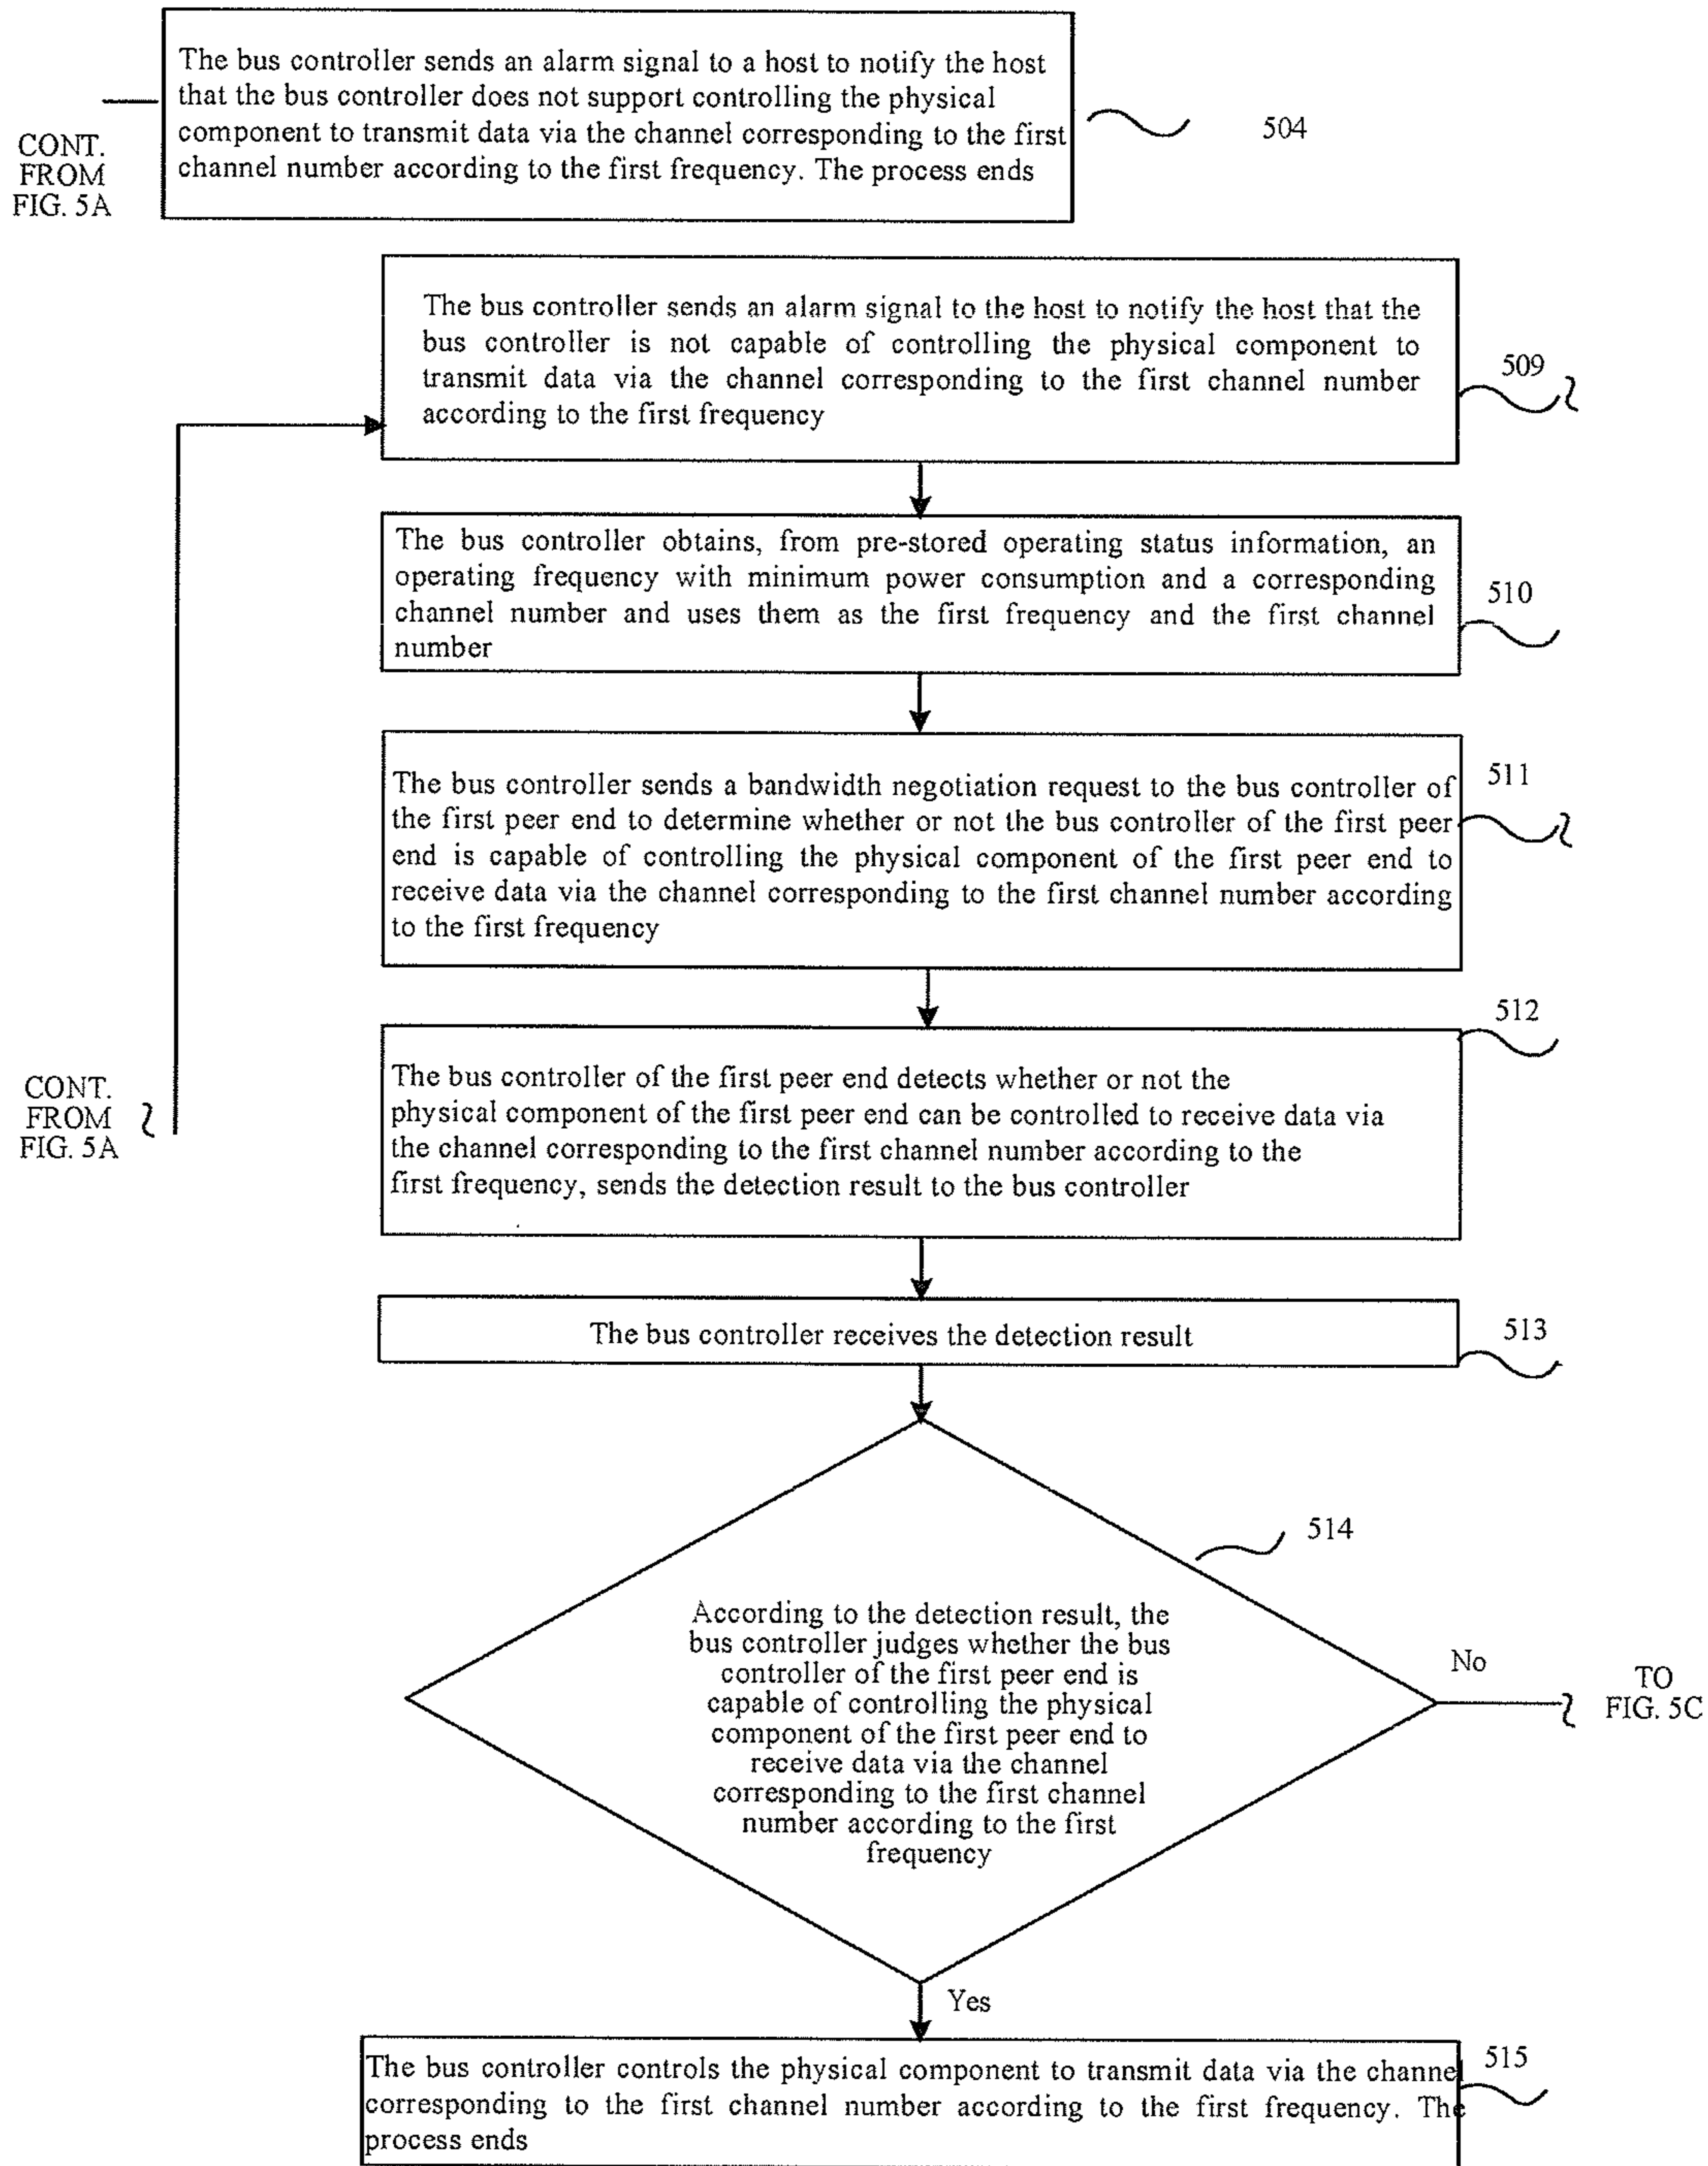 The bus controller sends an alarm signal to a host to notify the host
that the bus controller does not support controlling the physical
component to transmit data via the channel corresponding to the first
channel number according to the first frequency. The process ends
504
CONT.
FROM
FIG. 5A
The bus controller sends an alarm signal to the host to notify the host that the
bus controller is not capable of controlling the physical component to
transmit data via the channel corresponding to the first channel number
according to the first frequency
509
The bus controller obtains, from pre-stored operating status information, an
operating frequency with minimum power consumption and a corresponding
channel number and uses them as the first frequency and the first channel
number
510
The bus controller sends a bandwidth negotiation request to the bus controller of
the first peer end to determine whether or not the bus controller of the first peer
end is capable of controlling the physical component of the first peer end to
receive data via the channel corresponding to the first channel number according
to the first frequency
511
The bus controller of the first peer end detects whether or not the
physical component of the first peer end can be controlled to receive data via
the channel corresponding to the first channel number according to the
first frequency, sends the detection result to the bus controller
512
CONT.
FROM
FIG. 5A
The bus controller receives the detection result
513
According to the detection result, the
bus controller judges whether the bus
controller of the first peer end is
capable of controlling the physical
component of the first peer end to
receive data via the channel
corresponding to the first channel
number according to the first
frequency
514
No
TO
FIG. 5C
Yes
The bus controller controls the physical component to transmit data via the channel
corresponding to the first channel number according to the first frequency. The
process ends
515